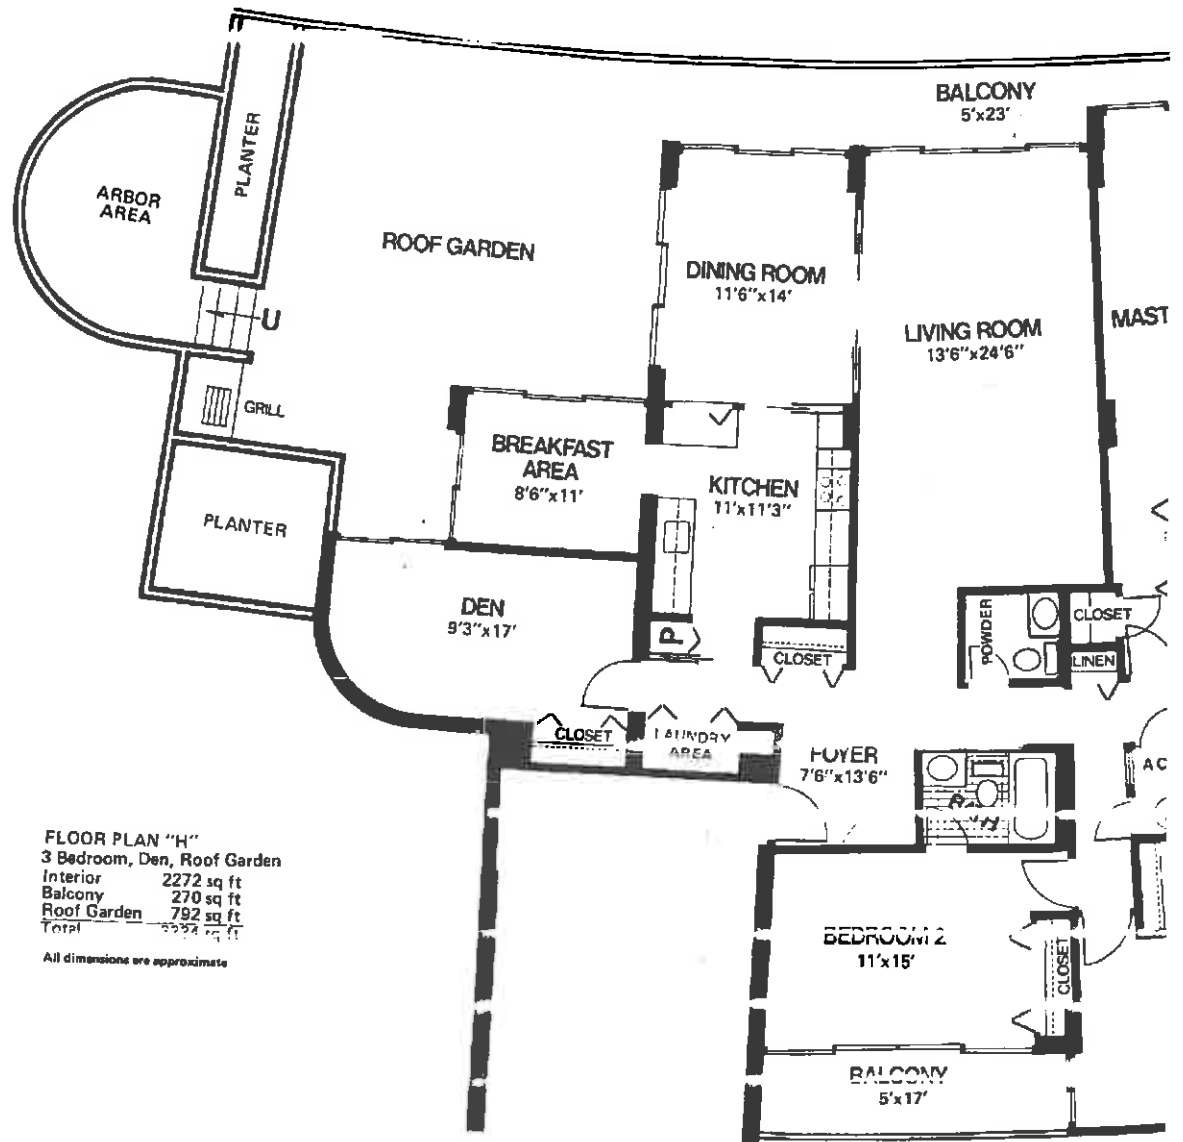 BALCONY
5'x23'
PLANTER
ARBOR
AREA
ROOF GARDEN
DINING ROOM
11'6"x14'
LIVING ROOM
13'6"x24'6"
MAST
U
GRILL
BREAKFAST
AREA
8'6"x11'
KITCHEN
11'x11'3"
PLANTER
DEN
9'3"x17'
P
CLOSET
POWDER
CLOSET
LINEN
CLOSET
LAUNDRY
AREA
FOYER
7'6"x13'6"
AC
BEDROOM 2
11'x15'
CLOSET
BALCONY
5'x17'
FLOOR PLAN "H"
3 Bedroom, Den, Roof Garden
Interior 2272 sq ft
Balcony 270 sq ft
Roof Garden 792 sq ft
Total sq ft
All dimensions are approximate